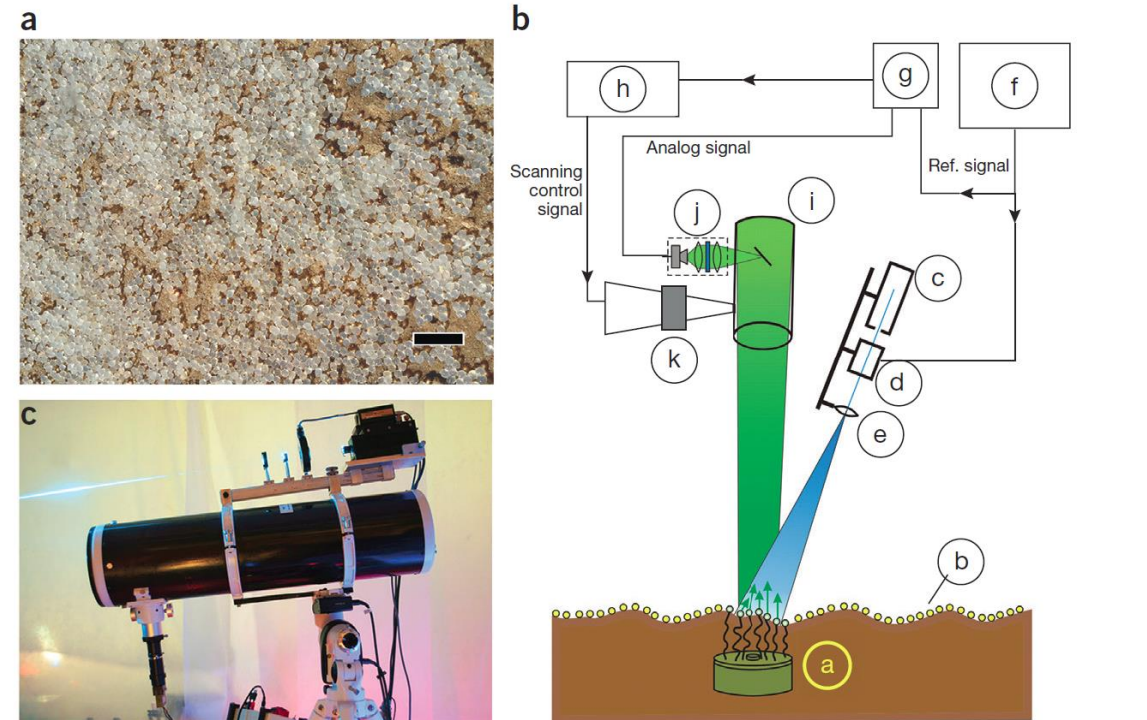 a
b
h
g
f
Analog signal
Ref. signal
Scanning
control
signal
j
i
c
k
d
e
b
a
c